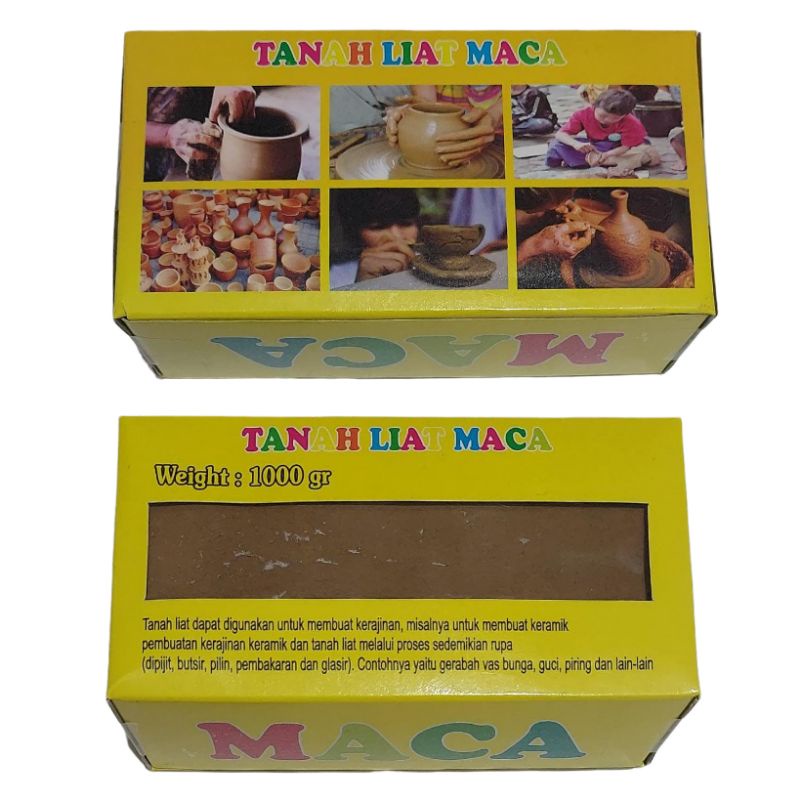 TANAH LIAT MACA
MACA
TANAH LIAT MACA
Weight : 1000 gr
Tanah liat dapat digunakan untuk membuat kerajinan, misalnya untuk membuat keramik
pembuatan kerajinan keramik dan tanah liat melalui proses sedemikian rupa
(dipijit, butsir, pilin, pembakaran dan glasir). Contohnya yaitu gerabah vas bunga, guci, piring dan lain-lain
MACA